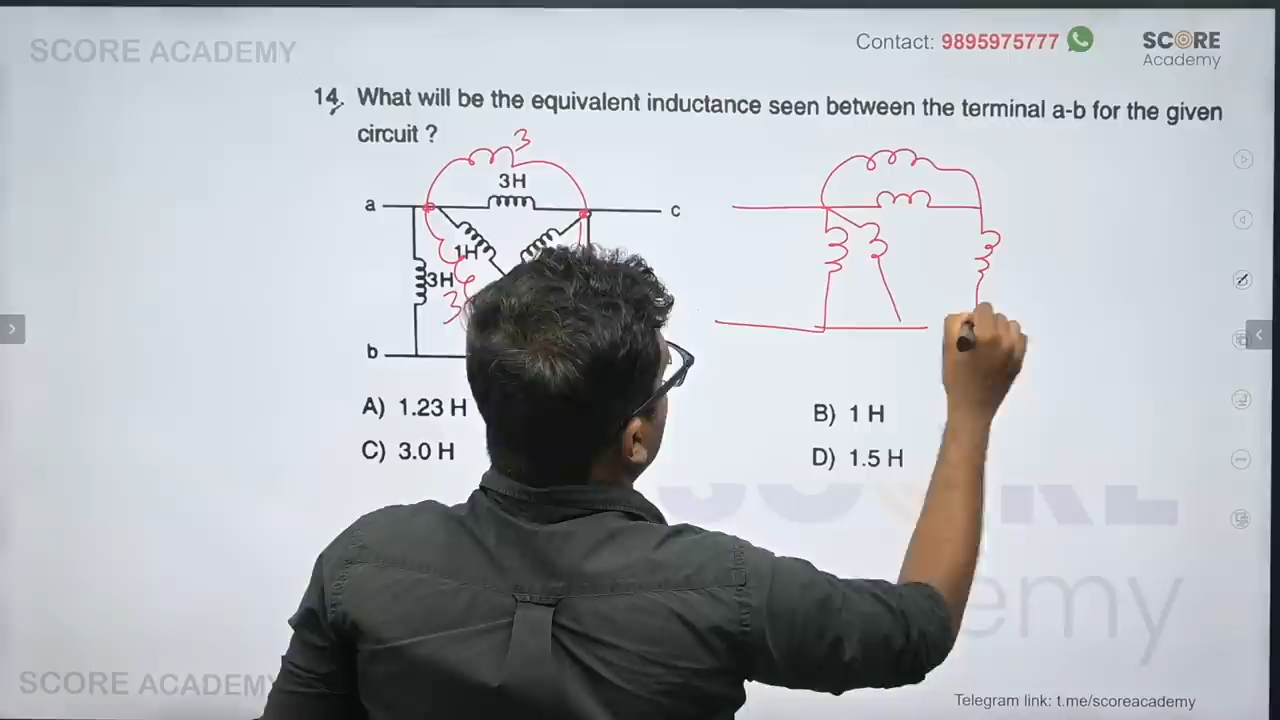 SCORE ACADEMY
Contact: 9895975777
SCORE
Academy
14. What will be the equivalent inductance seen between the terminal a-b for the given
circuit ?
3
3H
a
c
1H
3H
3
b
A) 1.23 H
B) 1 H
C) 3.0 H
D) 1.5 H
SCORE ACADEMY
Telegram link: t.me/scoreacademy